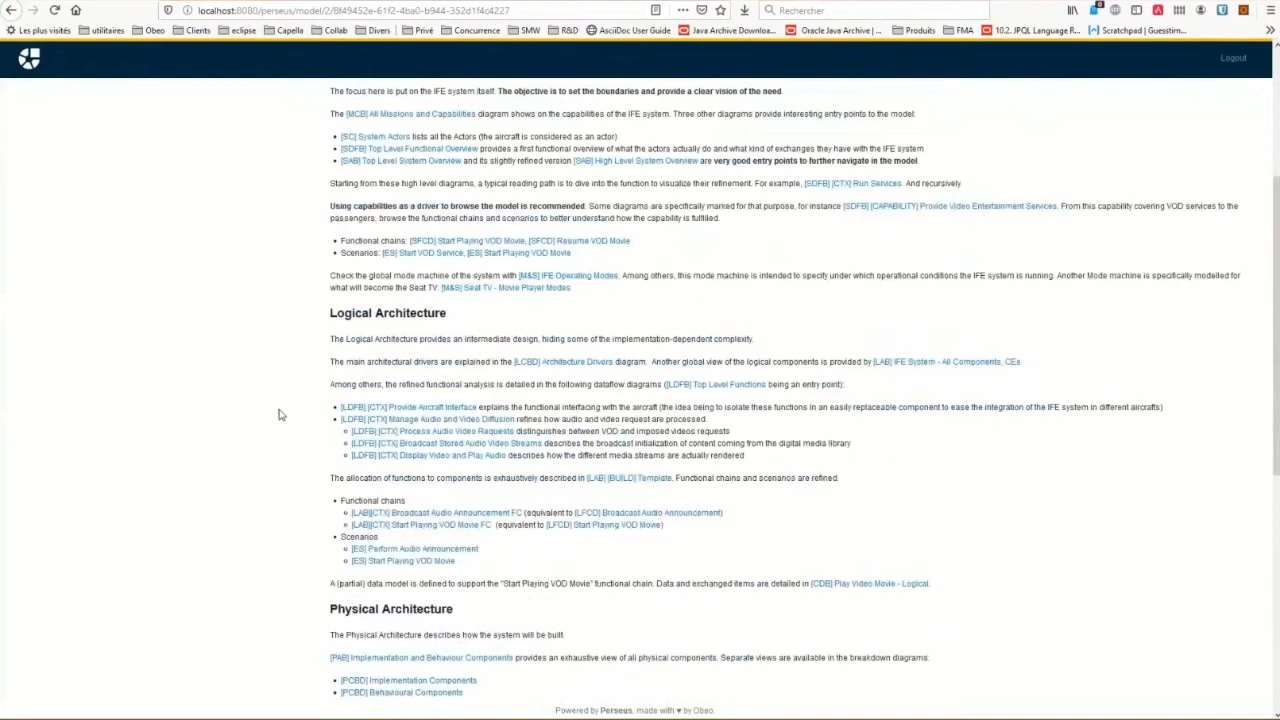 localhost:8080/perseus/model/2/8f49452e-61f2-4ba0-b944-352d1f4c4227
Rechercher
Les plus visités utilitaires Obeo Clients eclipse Capella Collab Divers Privé Concurrence SMW R&D AsciiDoc User Guide Java Archive Downloa... Oracle Java Archive | ... Produits FMA 10.2. JPQL Language R... Scratchpad | Guesstim...
Logout
The focus here is put on the IFE system itself. The objective is to set the boundaries and provide a clear vision of the need.
The [MCB] All Missions and Capabilities diagram shows on the capabilities of the IFE system. Three other diagrams provide interesting entry points to the model:
• [SC] System Actors lists all the Actors (the aircraft is considered as an actor)
• [SDFB] Top Level Functional Overview provides a first functional overview of what the actors actually do and what kind of exchanges they have with the IFE system
• [SAB] Top Level System Overview and its slightly refined version [SAB] High Level System Overview are very good entry points to further navigate in the model.
Starting from these high level diagrams, a typical reading path is to dive into the function to visualize their refinement. For example, [SDFB] [CTX] Run Services. And recursively.
Using capabilities as a driver to browse the model is recommended. Some diagrams are specifically marked for that purpose, for instance [SDFB] [CAPABILITY] Provide Video Entertainment Services. From this capability covering VOD services to the
passengers, browse the functional chains and scenarios to better understand how the capability is fulfilled.
• Functional chains: [SFCD] Start Playing VOD Movie, [SFCD] Resume VOD Movie
• Scenarios: [ES] Start VOD Service, [ES] Start Playing VOD Movie
Check the global mode machine of the system with [M&S] IFE Operating Modes. Among others, this mode machine is intended to specify under which operational conditions the IFE system is running. Another Mode machine is specifically modelled for
what will become the Seat TV: [M&S] Seat TV - Movie Player Modes
Logical Architecture
The Logical Architecture provides an intermediate design, hiding some of the implementation-dependent complexity.
The main architectural drivers are explained in the [LCBD] Architecture Drivers diagram. Another global view of the logical components is provided by [LAB] IFE System - All Components, CEs
Among others, the refined functional analysis is detailed in the following dataflow diagrams ([LDFB] Top Level Functions being an entry point):
• [LDFB] [CTX] Provide Aircraft Interface explains the functional interfacing with the aircraft (the idea being to isolate these functions in an easily replaceable component to ease the integration of the IFE system in different aircrafts)
• [LDFB] [CTX] Manage Audio and Video Diffusion refines how audio and video request are processed.
[LDFB] [CTX] Process Audio Video Requests distinguishes between VOD and imposed videos requests
[LDFB] [CTX] Broadcast Stored Audio Video Streams describes the broadcast initialization of content coming from the digital media library
[LDFB] [CTX] Display Video and Play Audio describes how the different media streams are actually rendered
The allocation of functions to components is exhaustively described in [LAB] [BUILD] Template. Functional chains and scenarios are refined.
• Functional chains
[LAB][CTX] Broadcast Audio Announcement FC (equivalent to [LFCD] Broadcast Audio Announcement)
[LAB][CTX] Start Playing VOD Movie FC (equivalent to [LFCD] Start Playing VOD Movie)
• Scenarios
[ES] Perform Audio Announcement
[ES] Start Playing VOD Movie
A (partial) data model is defined to support the "Start Playing VOD Movie" functional chain. Data and exchanged items are detailed in [CDB] Play Video Movie - Logical.
Physical Architecture
The Physical Architecture describes how the system will be built.
[PAB] Implementation and Behaviour Components provides an exhaustive view of all physical components. Separate views are available in the breakdown diagrams:
• [PCBD] Implementation Components
• [PCBD] Behavioural Components
Powered by Perseus, made with ♥ by Obeo.